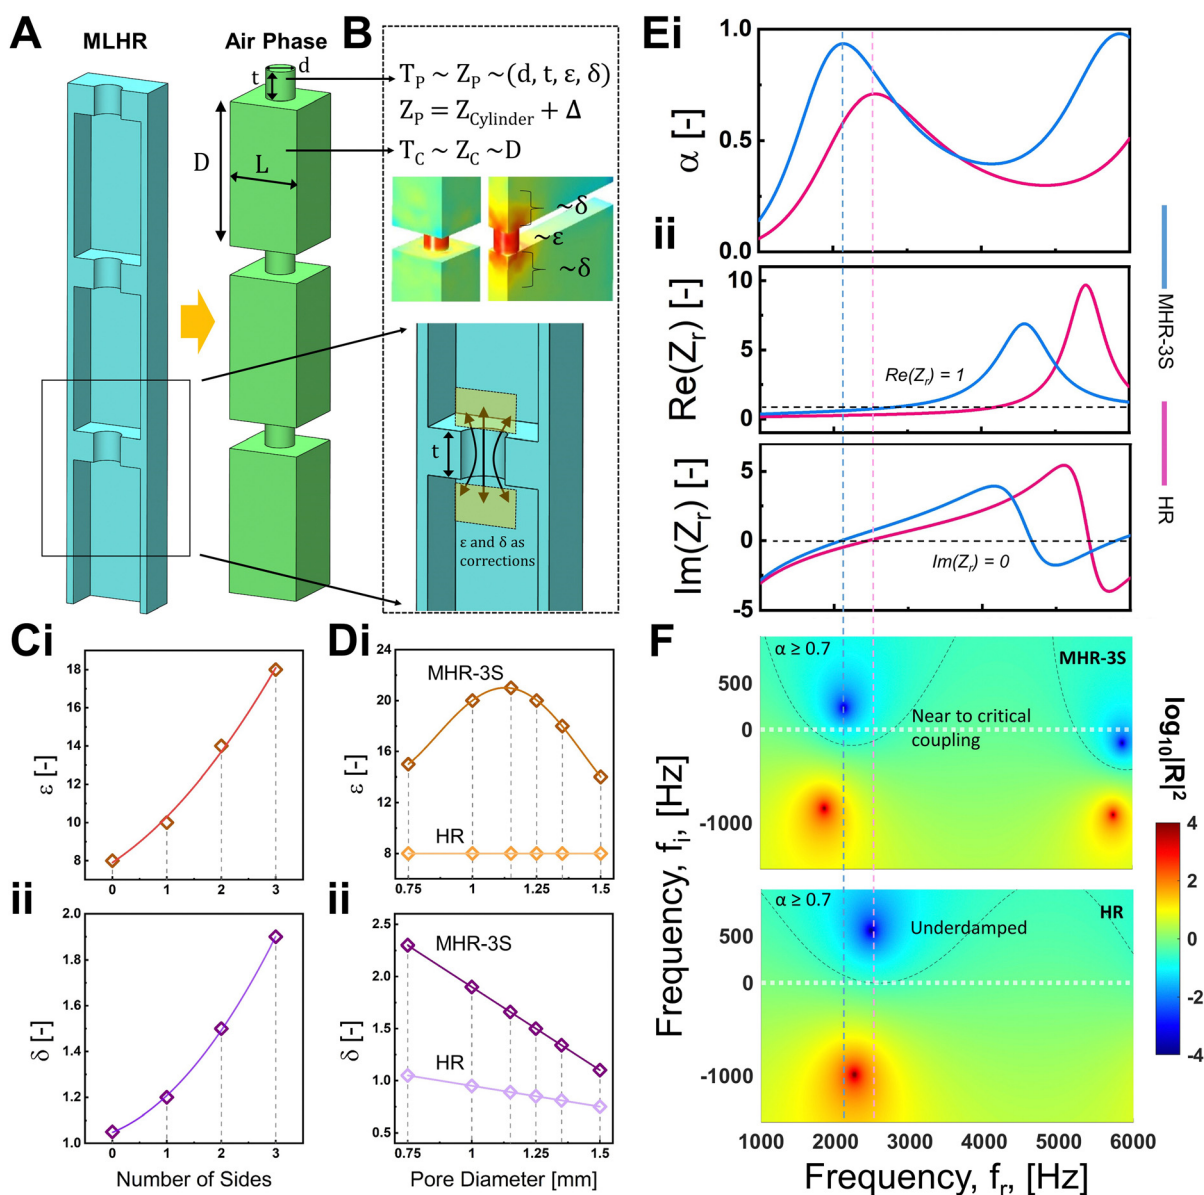 A
MLHR
Air Phase
d
t
D
L
B
T_P ~ Z_P ~(d, t, ε, δ)
Z_P = Z_Cylinder + Δ
T_C ~ Z_C ~D
~δ
~ε
~δ
t
ε and δ as
corrections
Ci
ε [-]
18
16
14
12
10
8
0
1
2
3
ii
δ [-]
2.0
1.8
1.6
1.4
1.2
1.0
0
1
2
3
Number of Sides
Di
ε [-]
24
20
16
12
8
MHR-3S
HR
0.75
1
1.25
1.5
ii
δ [-]
2.5
2.0
1.5
1.0
0.5
MHR-3S
HR
0.75
1
1.25
1.5
Pore Diameter [mm]
Ei
α [-]
1.0
0.5
0.0
ii
Re(Z_r) [-]
10
5
0
Re(Z_r) = 1
Im(Z_r) [-]
5
0
-5
Im(Z_r) = 0
2000
3000
4000
5000
MHR-3S
HR
F
α ≥ 0.7
MHR-3S
500
0
-1000
Near to critical
coupling
α ≥ 0.7
HR
Underdamped
500
0
-1000
Frequency, f_i, [Hz]
1000
2000
3000
4000
5000
6000
Frequency, f_r, [Hz]
log₁₀|R|²
4
2
0
-2
-4